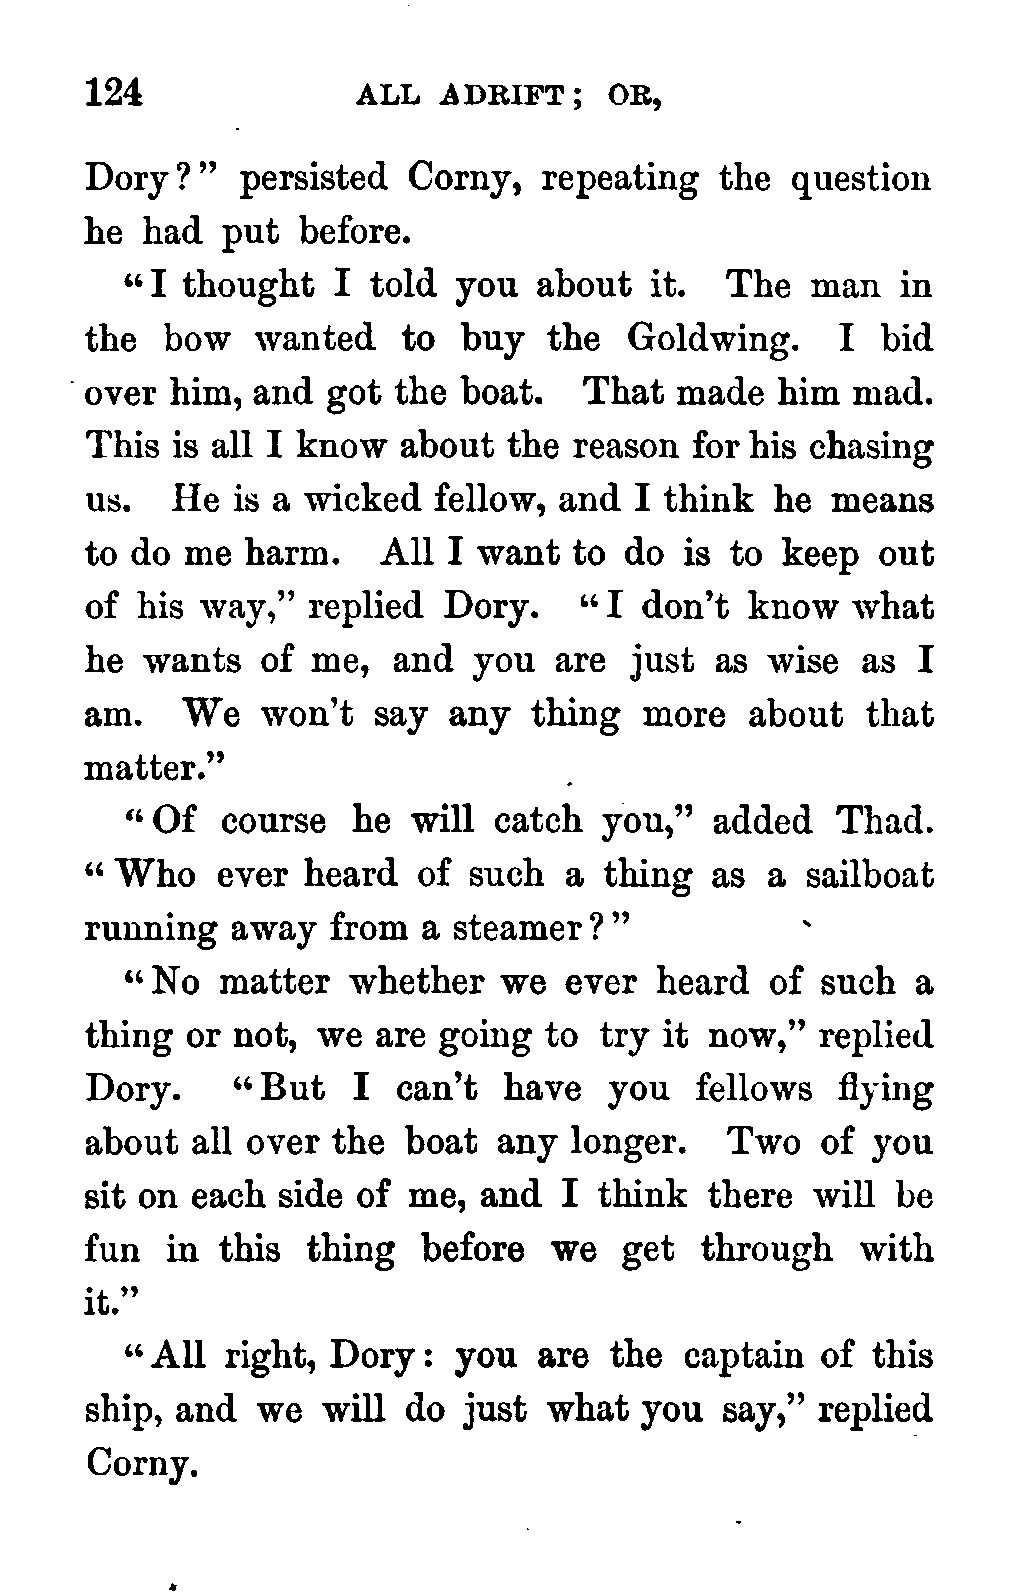 124 ALL ADRIFT; OR,
Dory?" persisted Corny, repeating the question
he had put before.
"I thought I told you about it. The man in
the bow wanted to buy the Goldwing. I bid
over him, and got the boat. That made him mad.
This is all I know about the reason for his chasing
us. He is a wicked fellow, and I think he means
to do me harm. All I want to do is to keep out
of his way," replied Dory. "I don't know what
he wants of me, and you are just as wise as I
am. We won't say any thing more about that
matter."
"Of course he will catch you," added Thad.
"Who ever heard of such a thing as a sailboat
running away from a steamer?"
"No matter whether we ever heard of such a
thing or not, we are going to try it now," replied
Dory. "But I can't have you fellows flying
about all over the boat any longer. Two of you
sit on each side of me, and I think there will be
fun in this thing before we get through with
it."
"All right, Dory: you are the captain of this
ship, and we will do just what you say," replied
Corny.